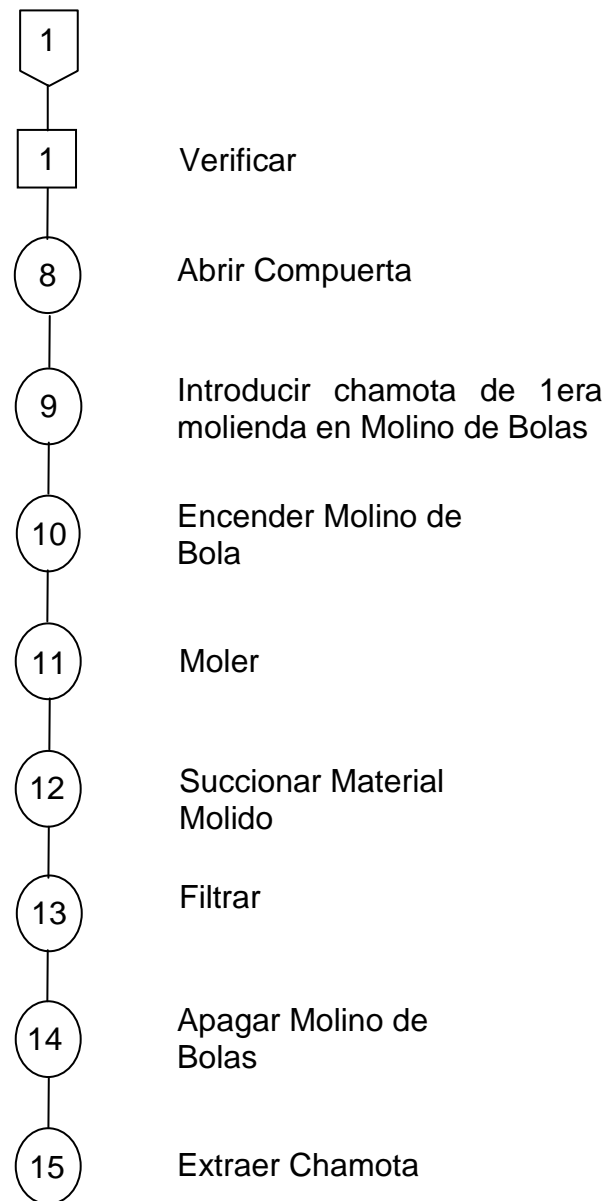 1
1 Verificar
8 Abrir Compuerta
9 Introducir chamota de 1era
molienda en Molino de Bolas
10 Encender Molino de
Bola
11 Moler
12 Succionar Material
Molido
13 Filtrar
14 Apagar Molino de
Bolas
15 Extraer Chamota